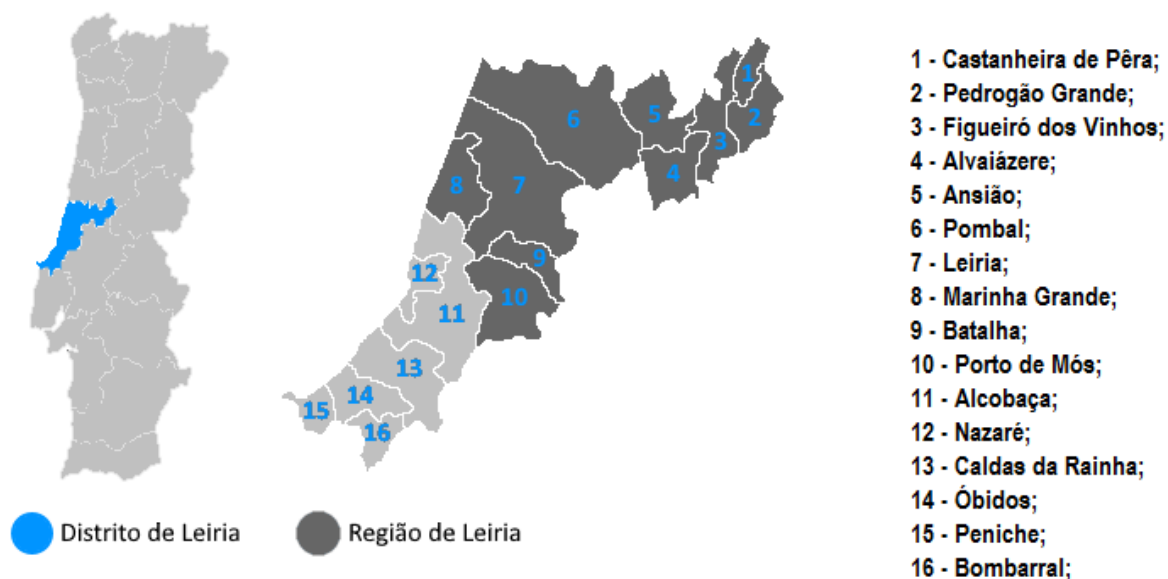 1
2
3
4
5
6
7
8
9
10
11
12
13
14
15
16
Distrito de Leiria
Região de Leiria
1 - Castanheira de Pêra;
2 - Pedrogão Grande;
3 - Figueiró dos Vinhos;
4 - Alvaiázere;
5 - Ansião;
6 - Pombal;
7 - Leiria;
8 - Marinha Grande;
9 - Batalha;
10 - Porto de Mós;
11 - Alcobaça;
12 - Nazaré;
13 - Caldas da Rainha;
14 - Óbidos;
15 - Peniche;
16 - Bombarral;